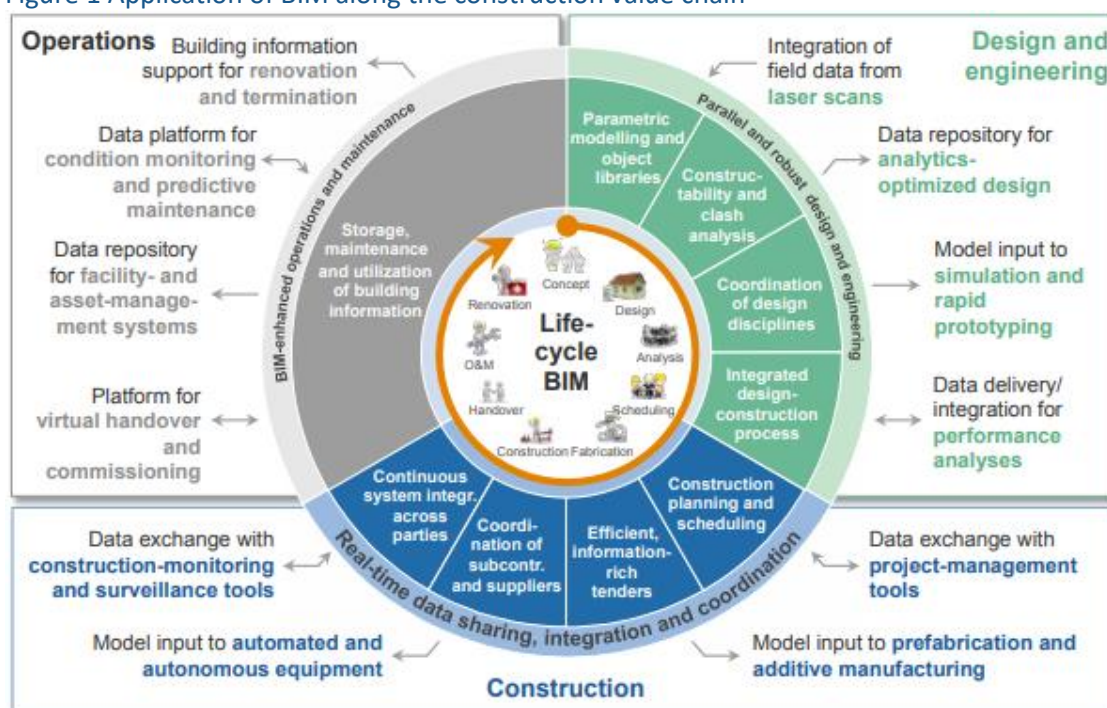 Figure 1 Application of BIM along the construction value chain
Operations
Building information
support for renovation
and termination
Data platform for
condition monitoring
and predictive
maintenance
Data repository
for facility- and
asset-manage-
ment systems
Platform for
virtual handover
and
commissioning
BIM-enhanced operations and maintenance
Storage,
maintenance
and utilization
of building
information
Design and
engineering
Integration of
field data from
laser scans
Data repository for
analytics-
optimized design
Model input to
simulation and
rapid
prototyping
Data delivery/
integration for
performance
analyses
Parallel and robust design and engineering
Parametric
modelling and
object
libraries
Construc-
tability and
clash
analysis
Coordination
of design
disciplines
Integrated
design-
construction
process
Life-
cycle
BIM
Concept
Design
Analysis
Scheduling
Fabrication
Construction
Handover
O&M
Renovation
Construction
planning and
scheduling
Efficient,
information-
rich
tenders
Coordi-
nation of
subcontr.
and suppliers
Continuous
system integr.
across
parties
Real-time data sharing, integration and coordination
Data exchange with
construction-monitoring
and surveillance tools
Model input to automated and
autonomous equipment
Data exchange with
project-management
tools
Model input to prefabrication and
additive manufacturing
Construction